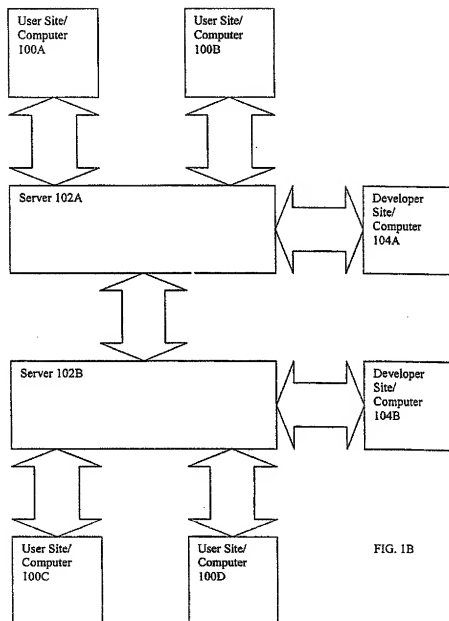 User Site/
Computer
100A
User Site/
Computer
100B
Server 102A
Developer
Site/
Computer
104A
Server 102B
Developer
Site/
Computer
104B
User Site/
Computer
100C
User Site/
Computer
100D
FIG. 1B